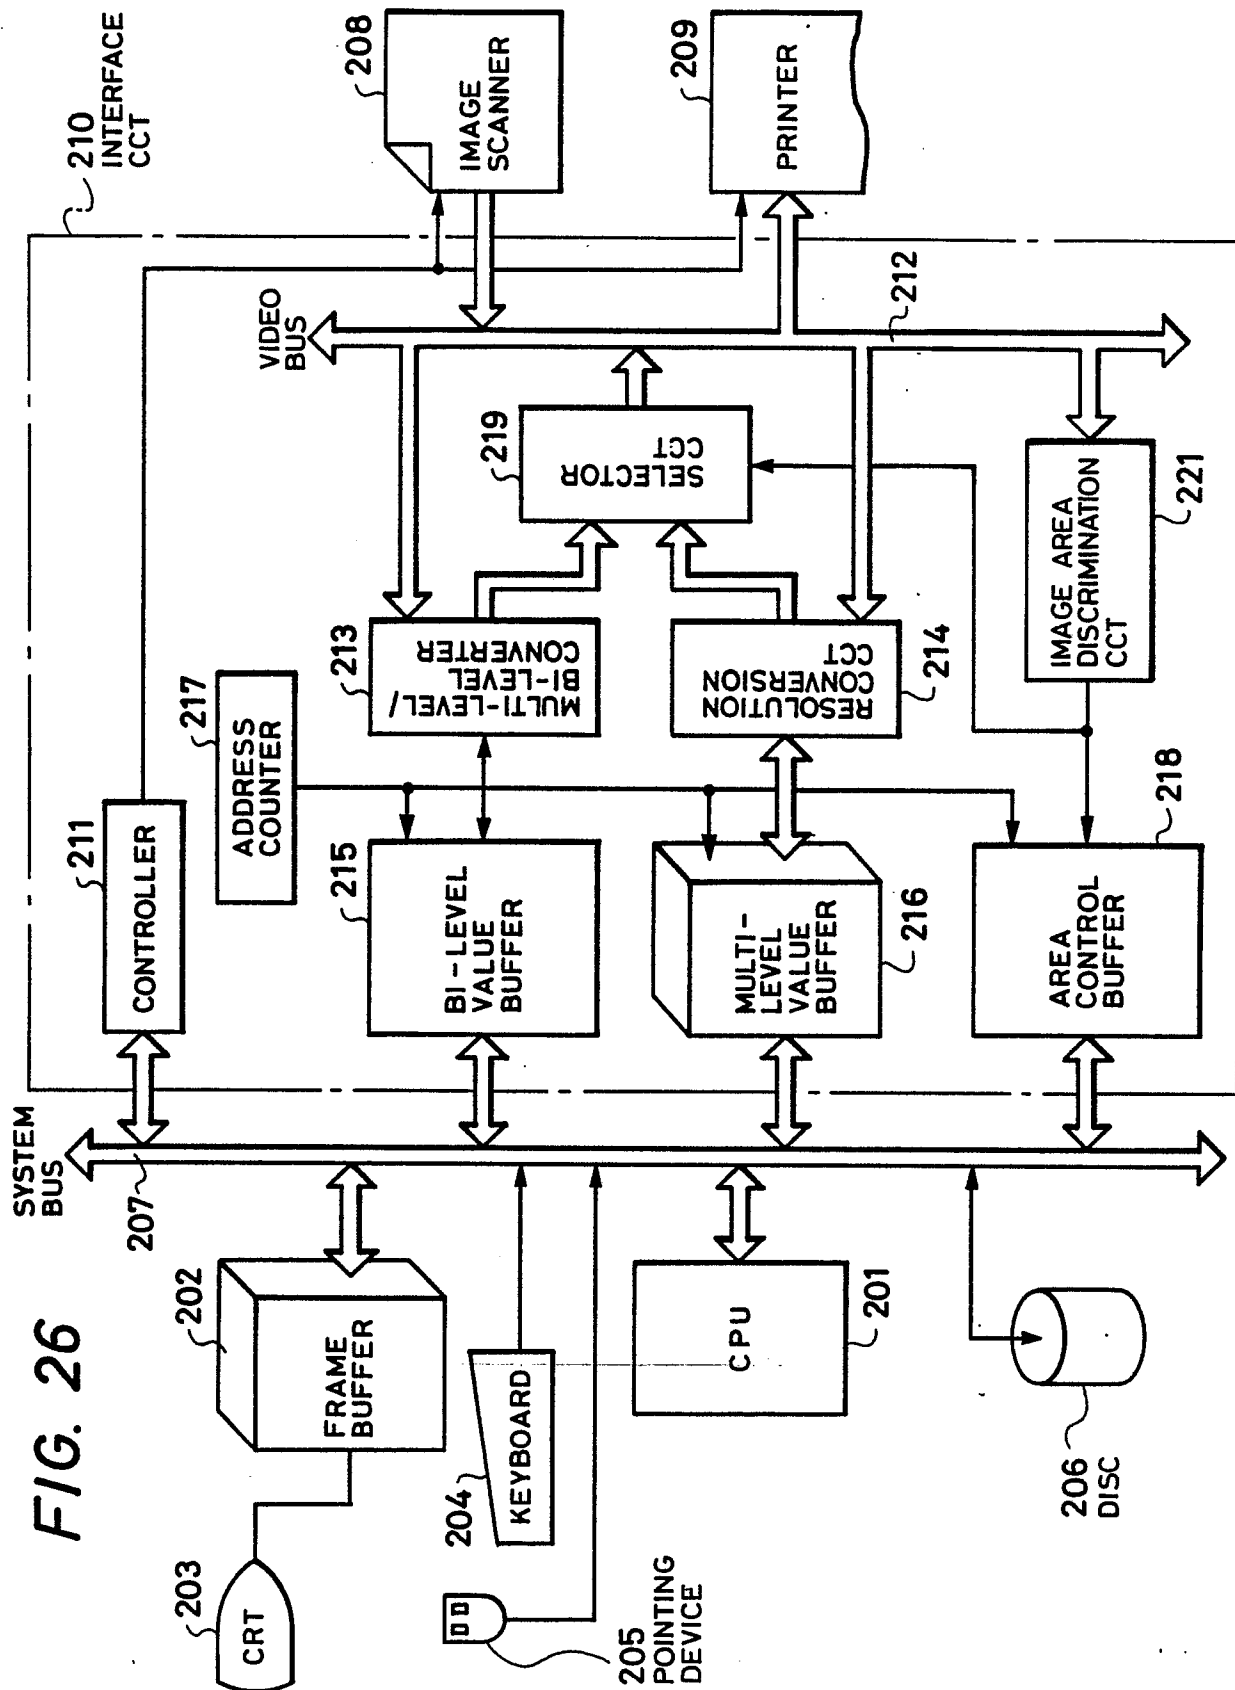 FIG. 26
203
CRT
202
FRAME
BUFFER
204
KEYBOARD
205
POINTING
DEVICE
201
CPU
206
DISC
SYSTEM
BUS
207
210
INTERFACE
CCT
211
CONTROLLER
217
ADDRESS
COUNTER
215
BI-LEVEL
VALUE
BUFFER
216
MULTI-
LEVEL
VALUE
BUFFER
218
AREA
CONTROL
BUFFER
213
MULTI-LEVEL/
BI-LEVEL
CONVERTER
214
RESOLUTION
CONVERSION
CCT
219
SELECTOR
CCT
221
IMAGE AREA
DISCRIMINATION
CCT
VIDEO
BUS
212
208
IMAGE
SCANNER
209
PRINTER